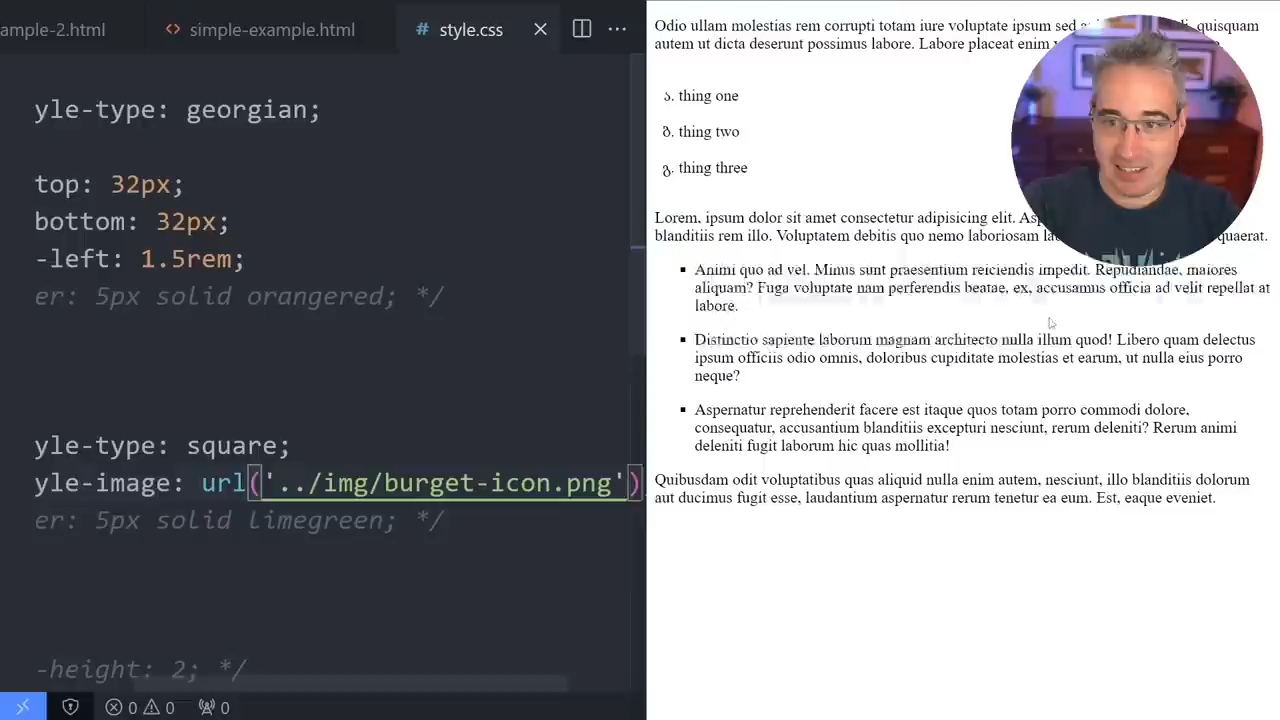 ample-2.html
simple-example.html
# style.css
yle-type: georgian;
top: 32px;
bottom: 32px;
-left: 1.5rem;
er: 5px solid orangered; */
yle-type: square;
yle-image: url('../img/burget-icon.png')
er: 5px solid limegreen; */
-height: 2; */
0 0 0
Odio ullam molestias rem corrupti totam iure voluptate ipsum sed quisquam
autem ut dicta deserunt possimus labore. Labore placeat enim
ა. thing one
ბ. thing two
გ. thing three
Lorem, ipsum dolor sit amet consectetur adipisicing elit.
blanditiis rem illo. Voluptatem debitis quo nemo laboriosam quaerat.
Animi quo ad vel. Minus sunt praesentium reiciendis impedit. Repudiandae, maiores
aliquam? Fuga voluptate nam perferendis beatae, ex, accusamus officia ad velit repellat at
labore.
Distinctio sapiente laborum magnam architecto nulla illum quod! Libero quam delectus
ipsum officiis odio omnis, doloribus cupiditate molestias et earum, ut nulla eius porro
neque?
Aspernatur reprehenderit facere est itaque quos totam porro commodi dolore,
consequatur, accusantium blanditiis excepturi nesciunt, rerum deleniti? Rerum animi
deleniti fugit laborum hic quas mollitia!
Quibusdam odit voluptatibus quas aliquid nulla enim autem, nesciunt, illo blanditiis dolorum
aut ducimus fugit esse, laudantium aspernatur rerum tenetur ea eum. Est, eaque eveniet.